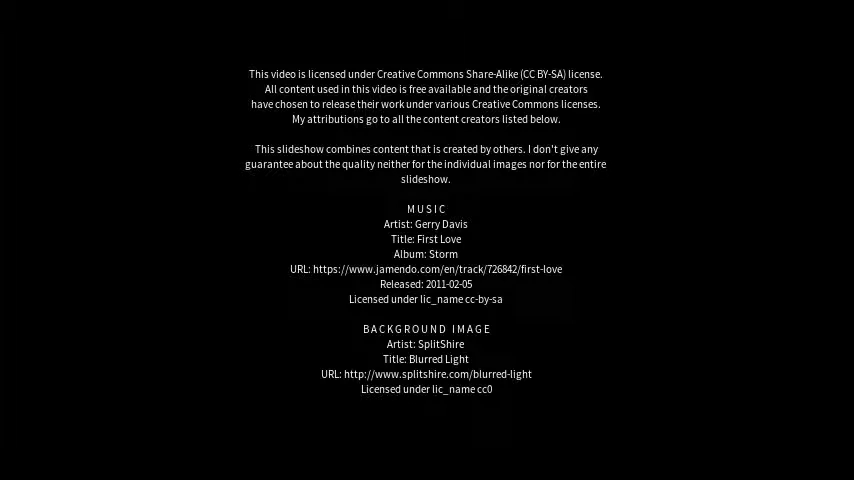 This video is licensed under Creative Commons Share-Alike (CC BY-SA) license.
All content used in this video is free available and the original creators
have chosen to release their work under various Creative Commons licenses.
My attributions go to all the content creators listed below.
This slideshow combines content that is created by others. I don't give any
guarantee about the quality neither for the individual images nor for the entire
slideshow.
MUSIC
Artist: Gerry Davis
Title: First Love
Album: Storm
URL: https://www.jamendo.com/en/track/726842/first-love
Released: 2011-02-05
Licensed under lic_name cc-by-sa
BACKGROUND IMAGE
Artist: SplitShire
Title: Blurred Light
URL: http://www.splitshire.com/blurred-light
Licensed under lic_name cc0